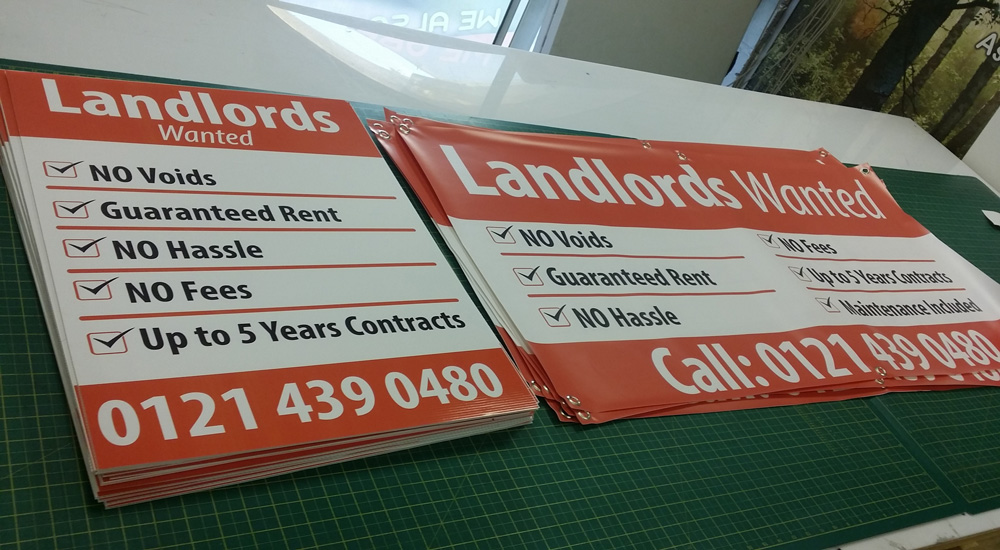 WE ALSO
Landlords
Wanted
NO Voids
Guaranteed Rent
NO Hassle
NO Fees
Up to 5 Years Contracts
0121 439 0480
Landlords Wanted
NO Voids
Guaranteed Rent
NO Hassle
NO Fees
Up to 5 Years Contracts
Maintenance Included
Call: 0121 439 0480